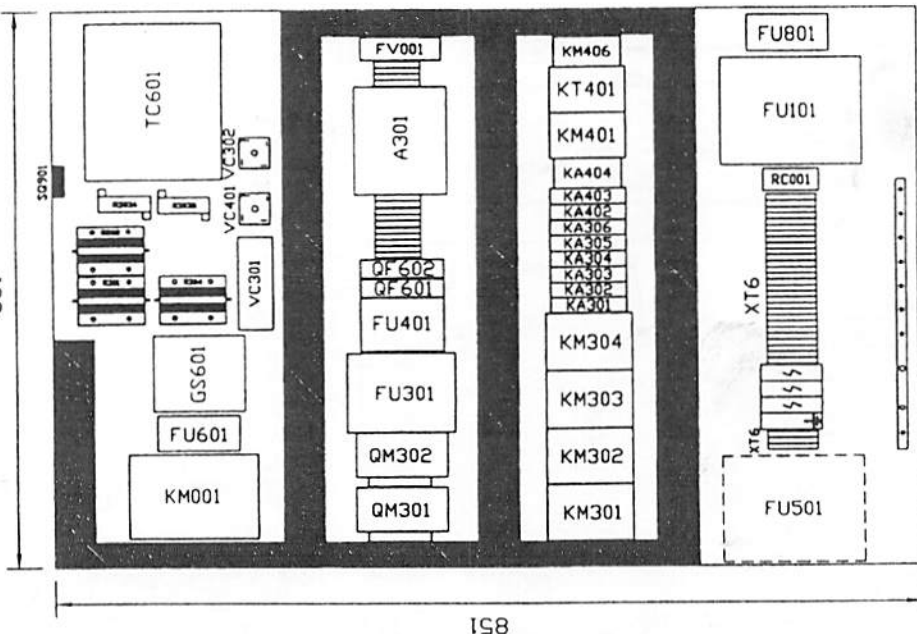 TC601
VC302
SQ901
VC401
VC301
GS601
FU601
KM001
FV001
A301
QF602
QF601
FU401
FU301
QM302
QM301
KM406
KT401
KM401
KA404
KA403
KA402
KA306
KA305
KA304
KA303
KA302
KA301
KM304
KM303
KM302
KM301
FU801
FU101
RC001
XT6
XT6
FU501
851